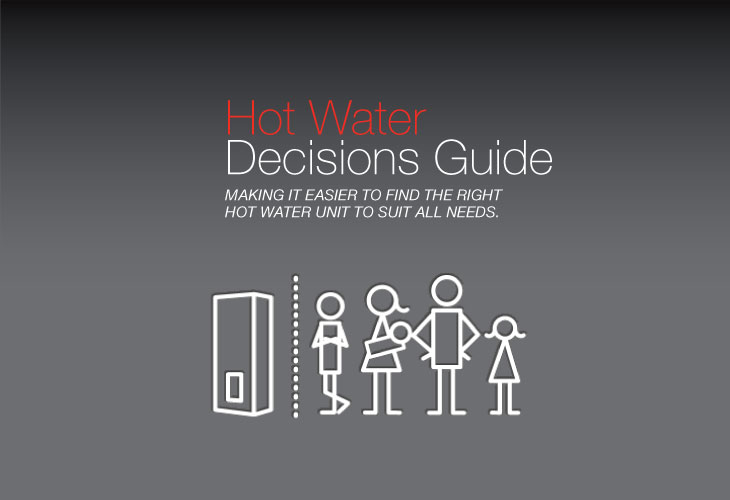 Hot Water
Decisions Guide
MAKING IT EASIER TO FIND THE RIGHT
HOT WATER UNIT TO SUIT ALL NEEDS.